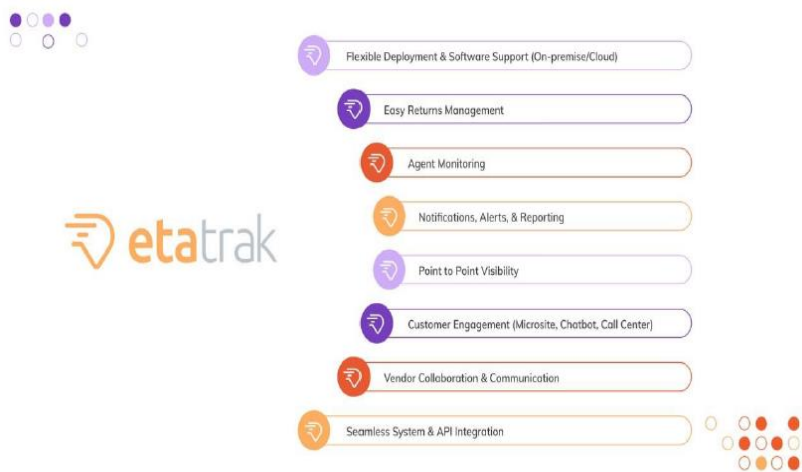 Flexible Deployment & Software Support (On-premise/Cloud)
Easy Returns Management
Agent Monitoring
Notifications, Alerts, & Reporting
etatrak
Point to Point Visibility
Customer Engagement (Microsite, Chatbot, Call Center)
Vendor Collaboration & Communication
Seamless System & API Integration